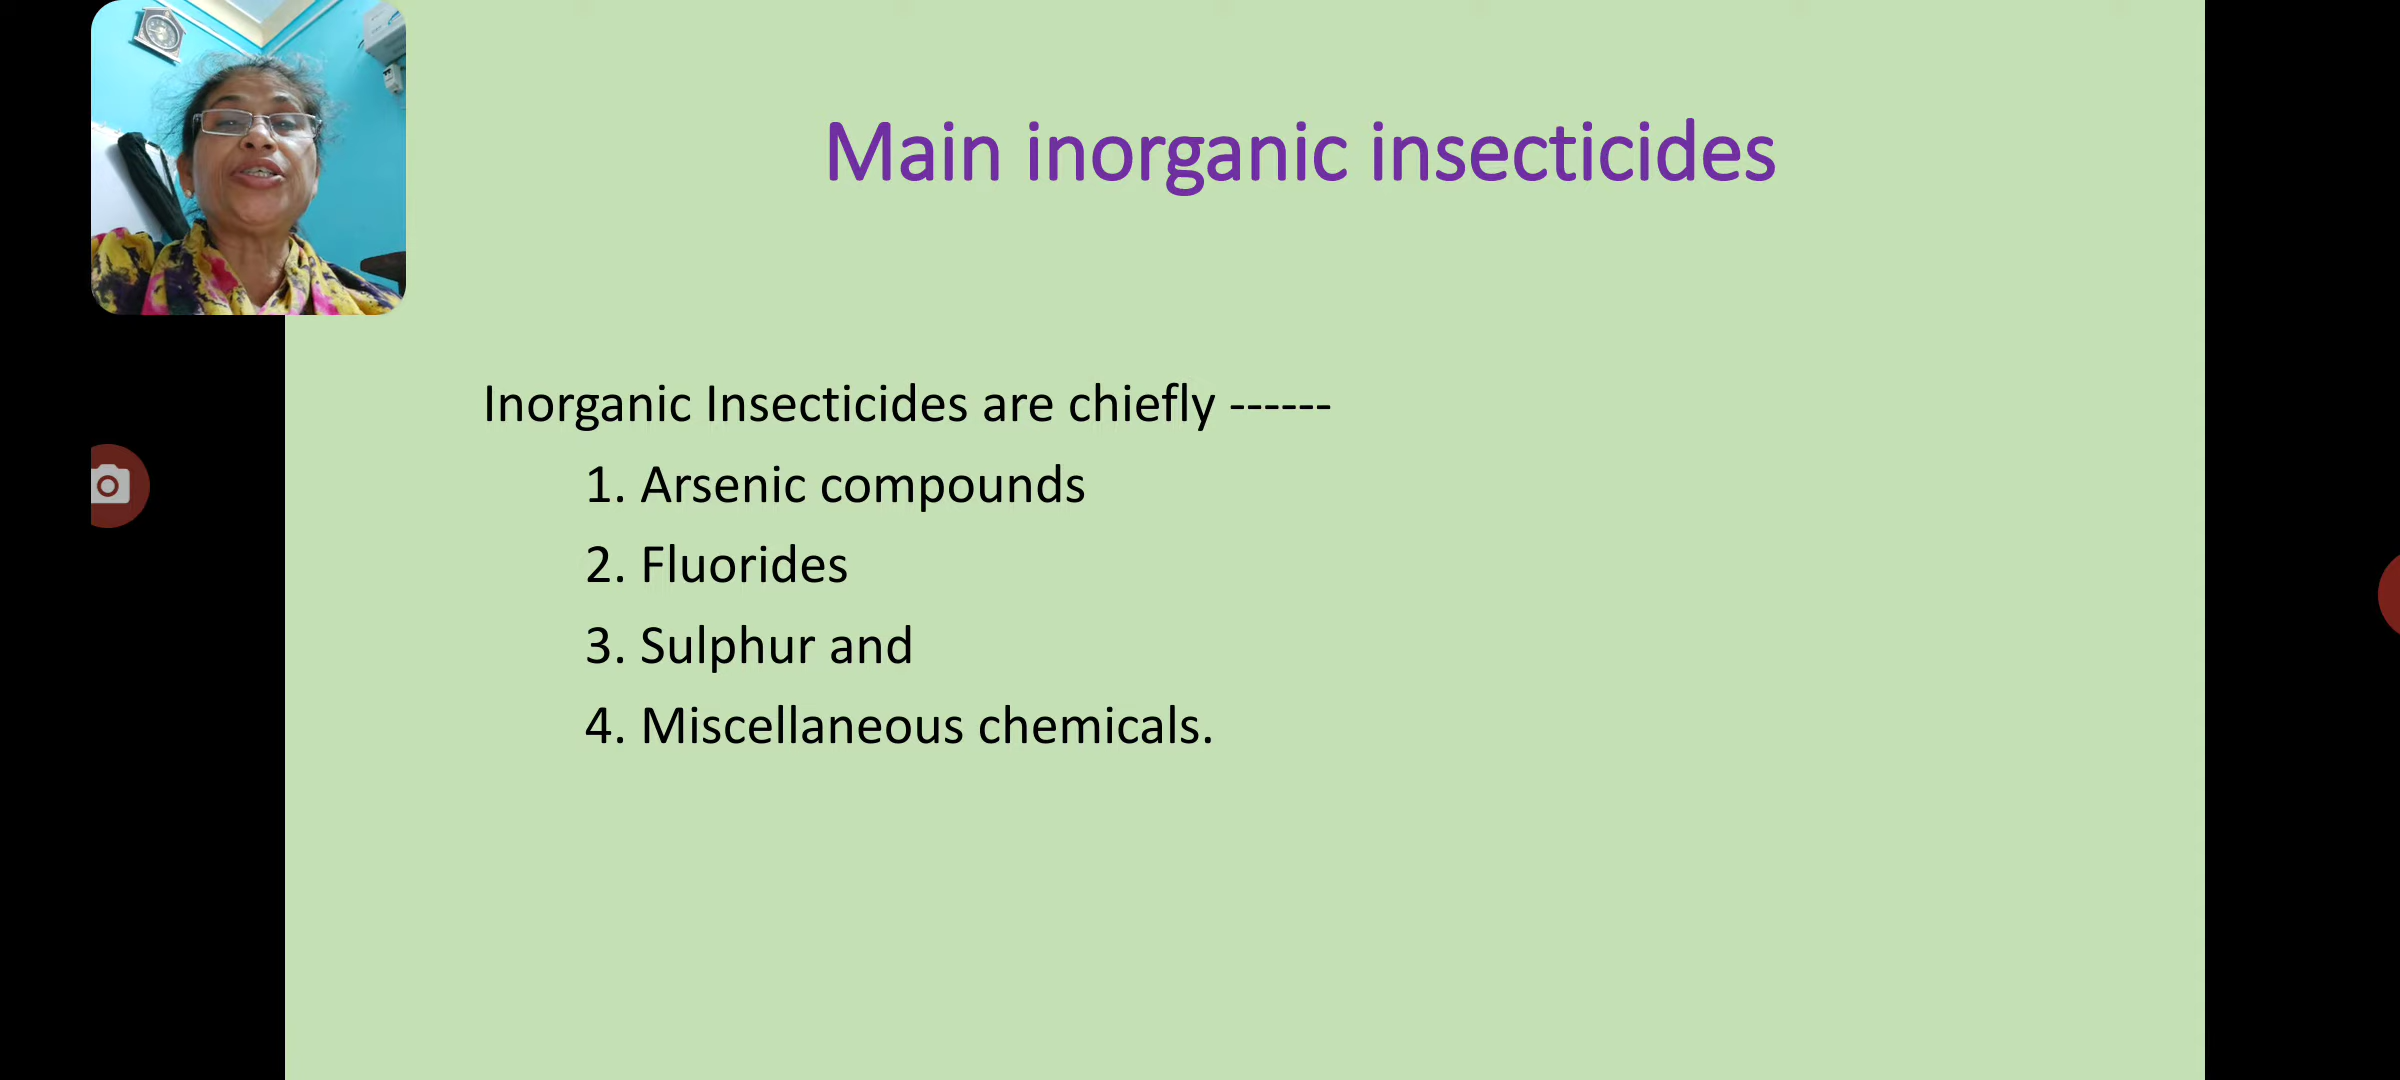 Main inorganic insecticides
Inorganic Insecticides are chiefly ------
1. Arsenic compounds
2. Fluorides
3. Sulphur and
4. Miscellaneous chemicals.